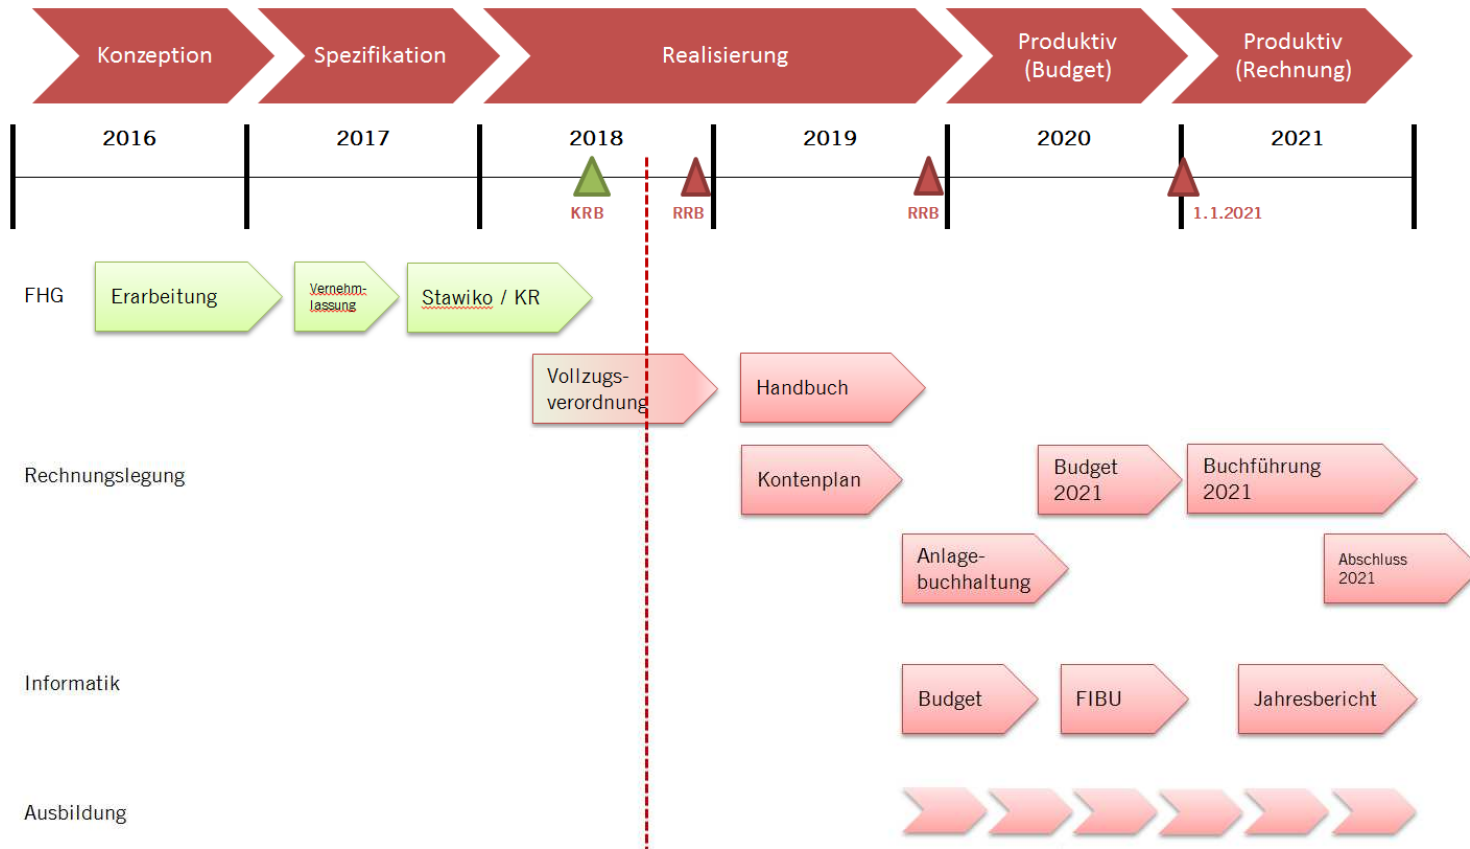 Konzeption
Spezifikation
Realisierung
Produktiv
(Budget)
Produktiv
(Rechnung)
2016
2017
2018
2019
2020
2021
KRB
RRB
RRB
1.1.2021
FHG
Erarbeitung
Vernehm-
lassung
Stawiko / KR
Vollzugs-
verordnung
Handbuch
Rechnungslegung
Kontenplan
Budget
2021
Buchführung
2021
Anlage-
buchhaltung
Abschluss
2021
Informatik
Budget
FIBU
Jahresbericht
Ausbildung